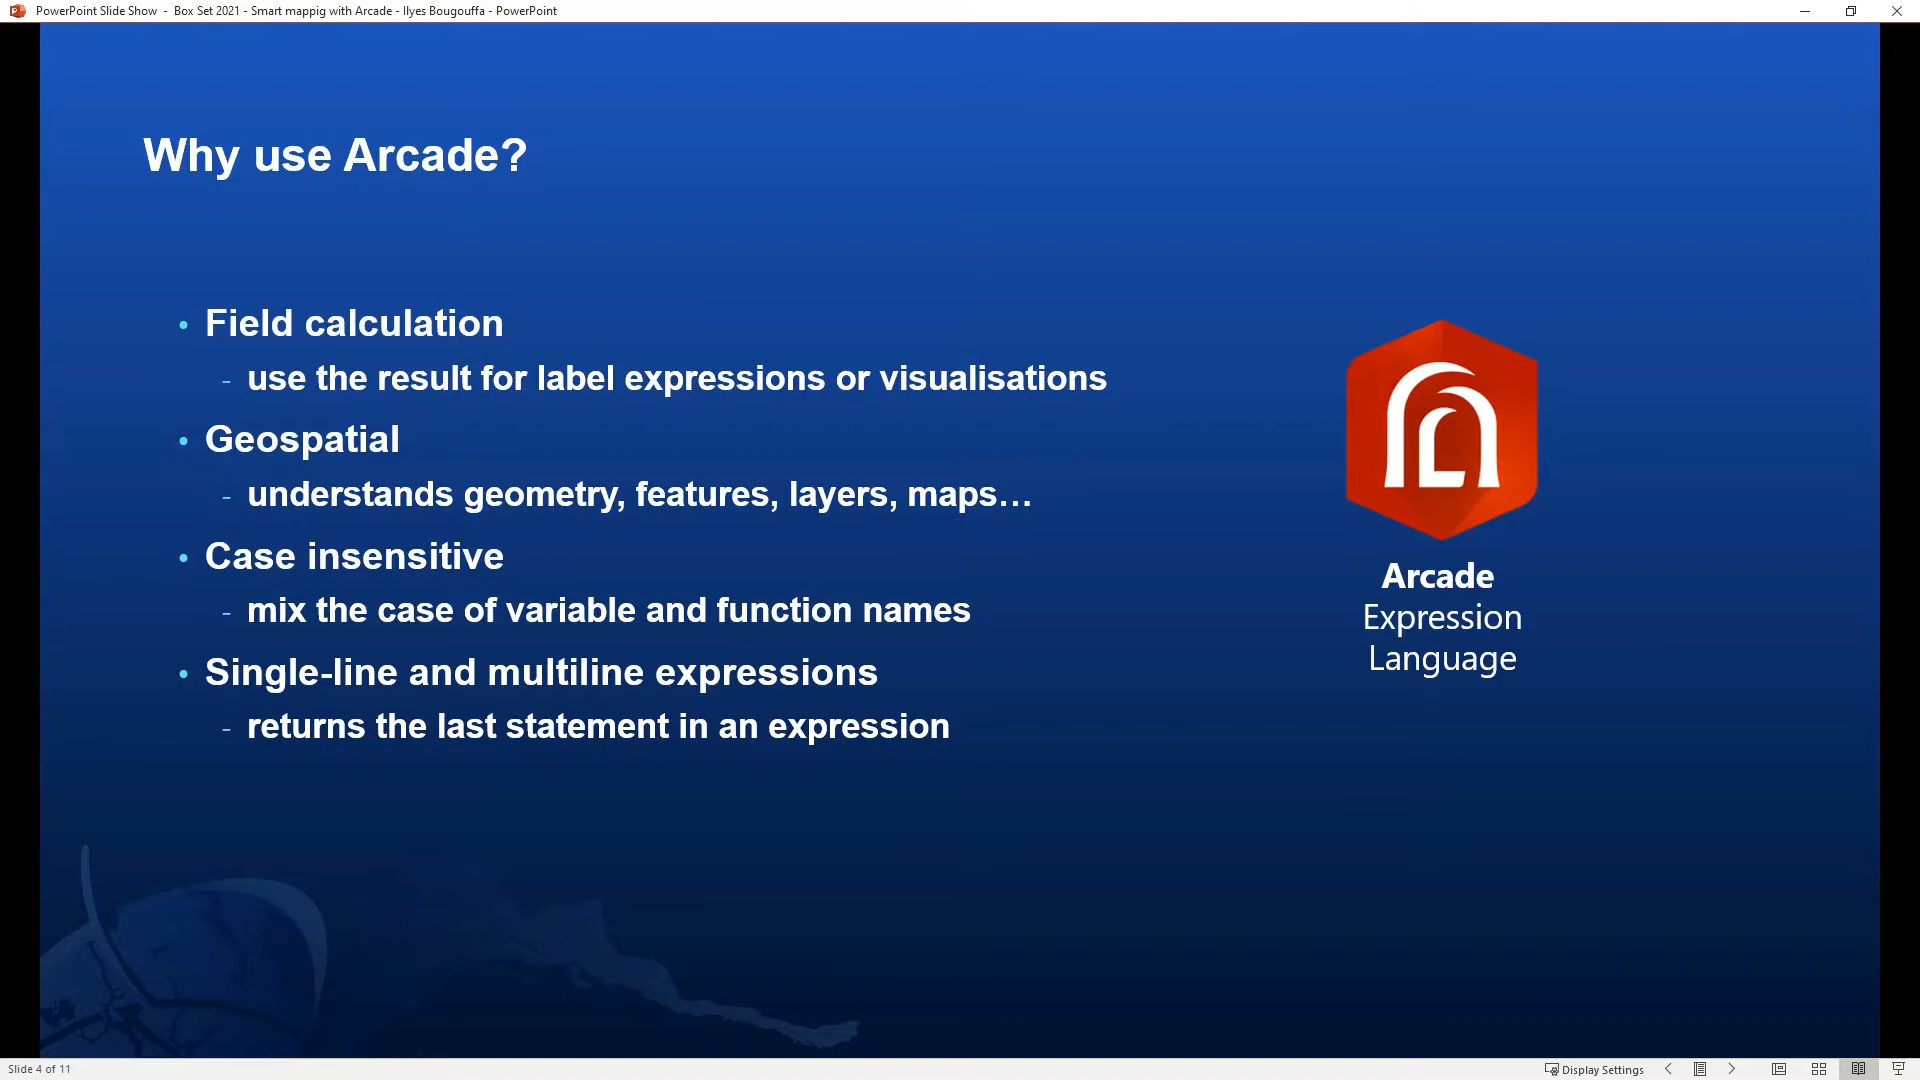 PowerPoint Slide Show - Box Set 2021 - Smart mappig with Arcade - Ilyes Bougouffa - PowerPoint
Why use Arcade?
• Field calculation
- use the result for label expressions or visualisations
• Geospatial
- understands geometry, features, layers, maps…
• Case insensitive
- mix the case of variable and function names
• Single-line and multiline expressions
- returns the last statement in an expression
Arcade
Expression
Language
Slide 4 of 11
Display Settings